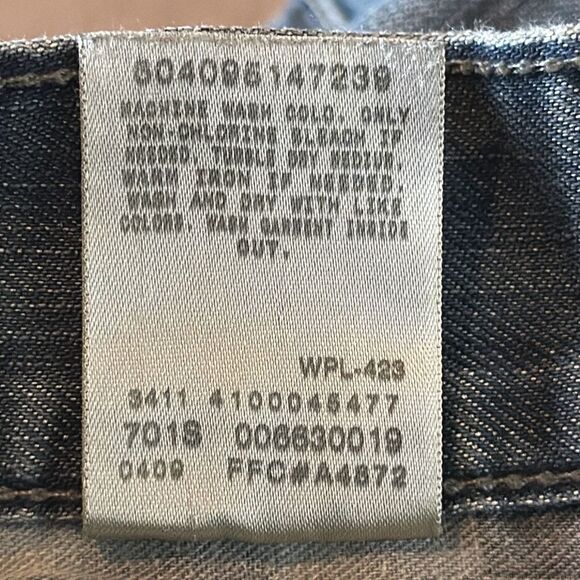 604096147239
MACHINE WASH COLD. ONLY
NON-CHLORINE BLEACH IF
NEEDED. TUMBLE DRY MEDIUM.
WARM IRON IF NEEDED.
WASH AND DRY WITH LIKE
COLORS. WASH GARMENT INSIDE
OUT.
WPL-423
3411 4100045477
701S 006630019
0409 FFC#A4872